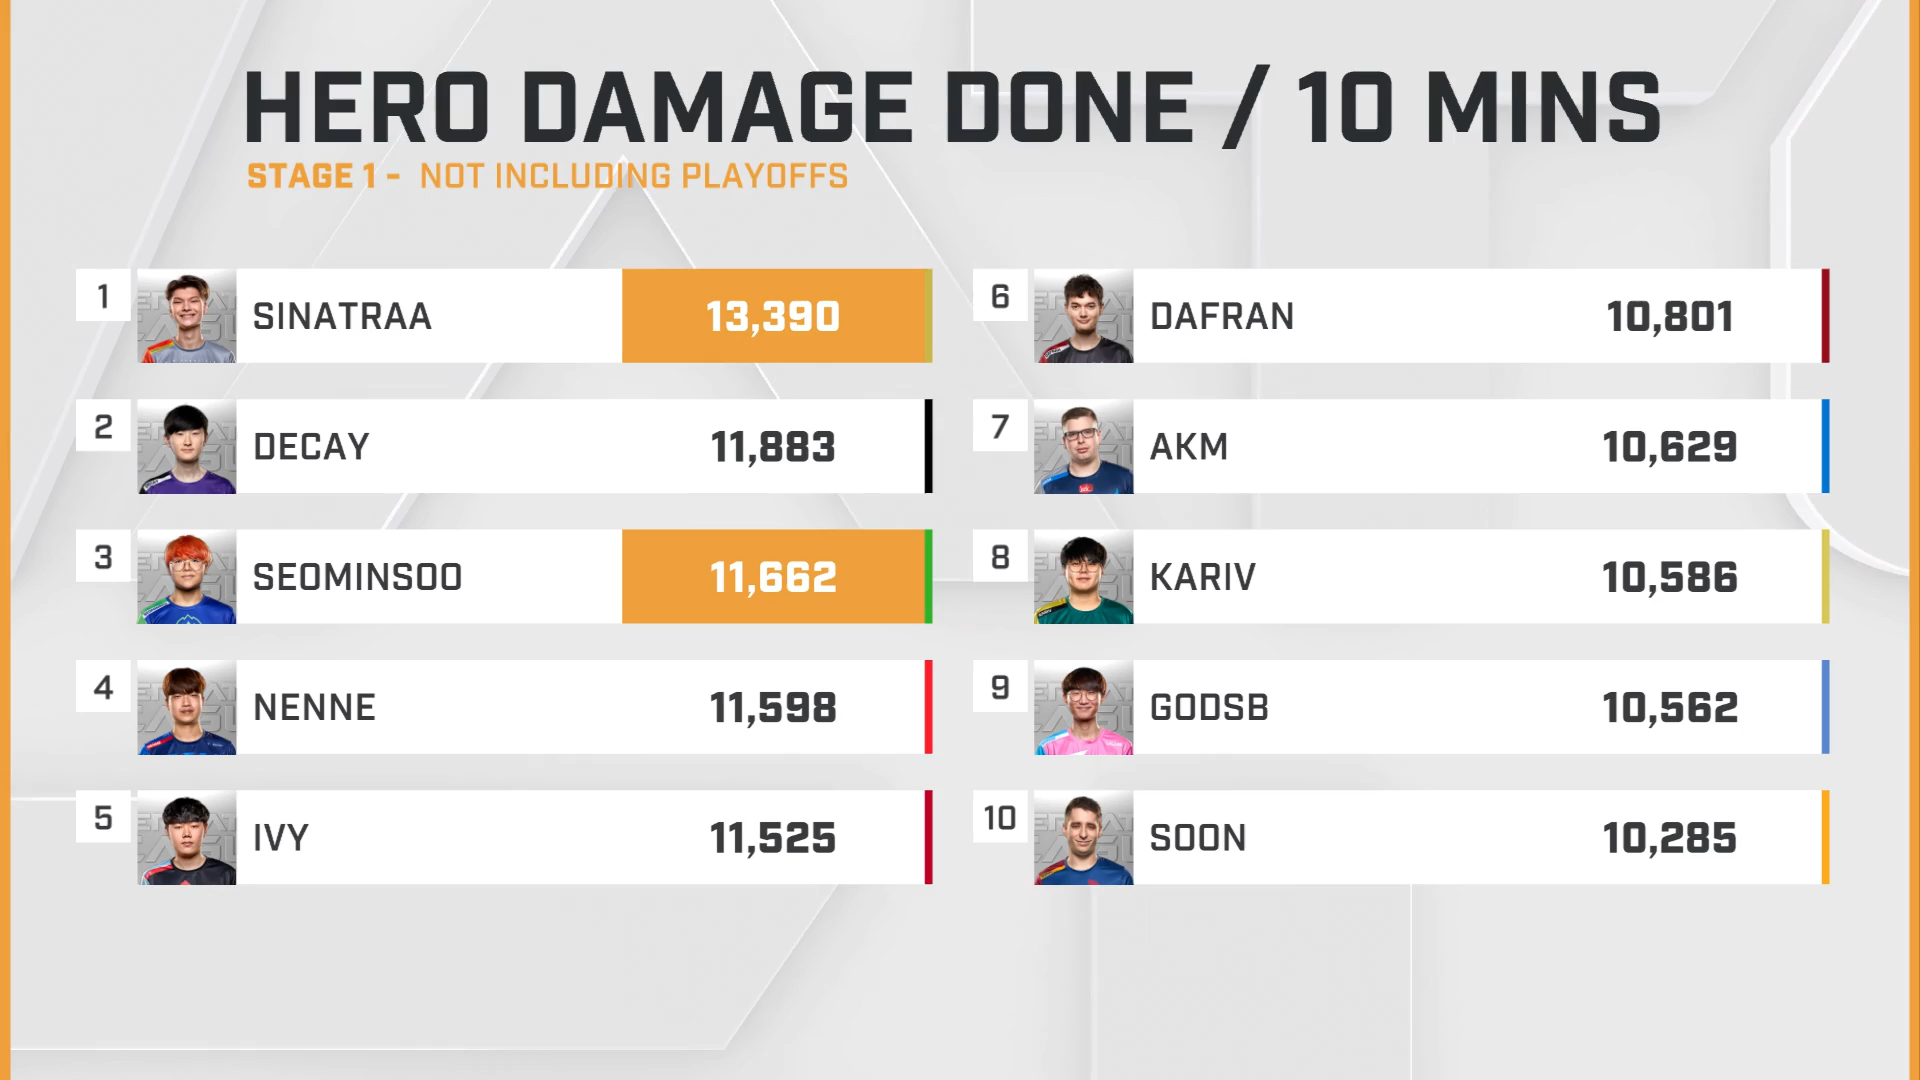 HERO DAMAGE DONE / 10 MINS
STAGE 1 - NOT INCLUDING PLAYOFFS
1 SINATRAA 13,390
2 DECAY 11,883
3 SEOMINSOO 11,662
4 NENNE 11,598
5 IVY 11,525
6 DAFRAN 10,801
7 AKM 10,629
8 KARIV 10,586
9 GODSB 10,562
10 SOON 10,285